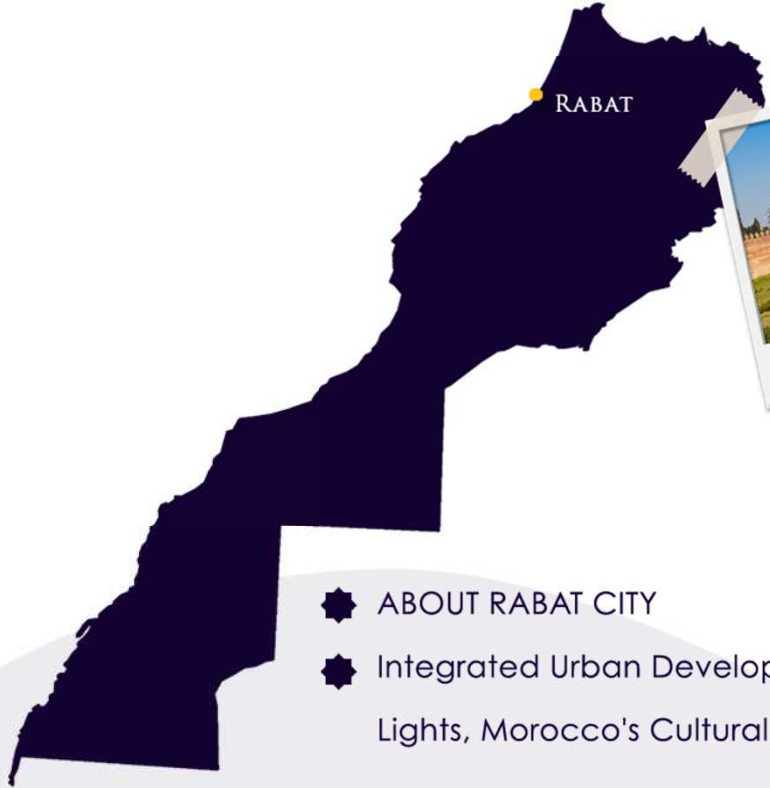 RABAT
ABOUT RABAT CITY
Integrated Urban Develop
Lights, Morocco's Cultural